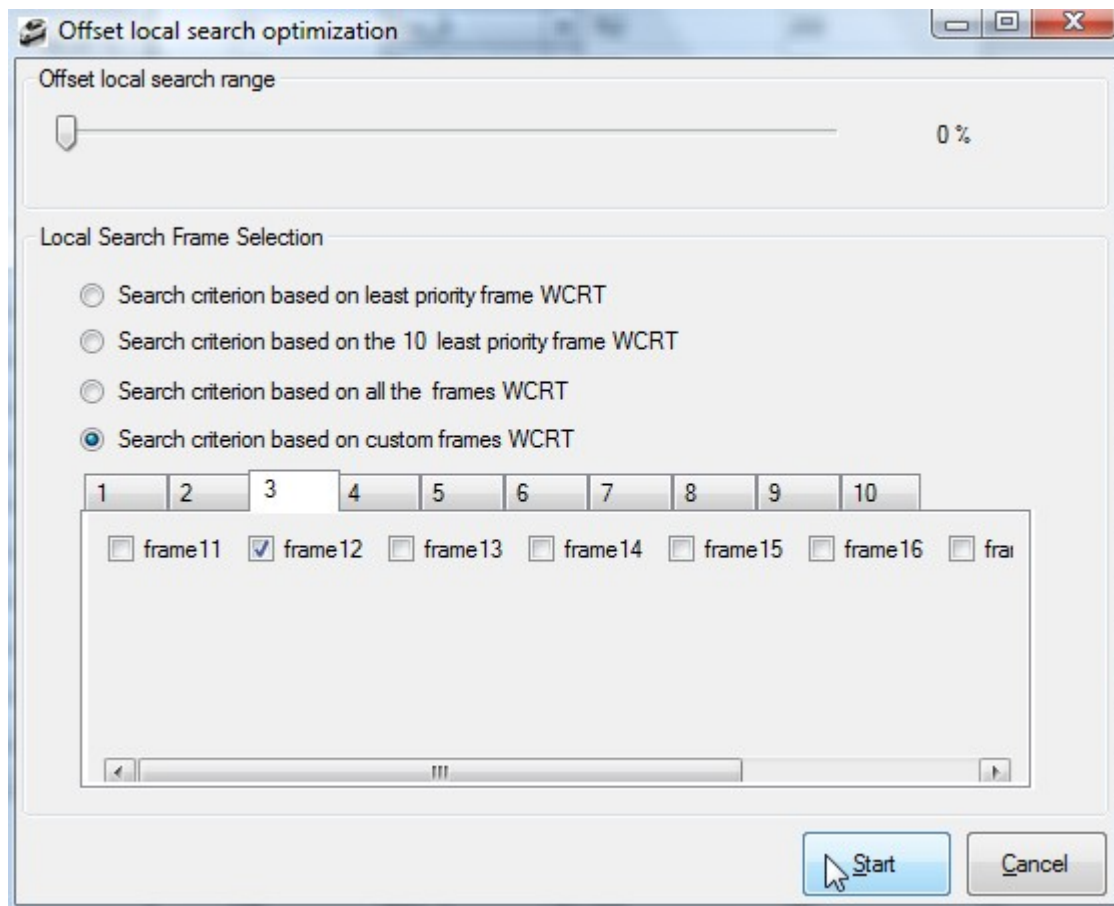 Offset local search optimization
Offset local search range
0 %
Local Search Frame Selection
Search criterion based on least priority frame WCRT
Search criterion based on the 10 least priority frame WCRT
Search criterion based on all the frames WCRT
Search criterion based on custom frames WCRT
1 2 3 4 5 6 7 8 9 10
frame11 frame12 frame13 frame14 frame15 frame16
Start Cancel